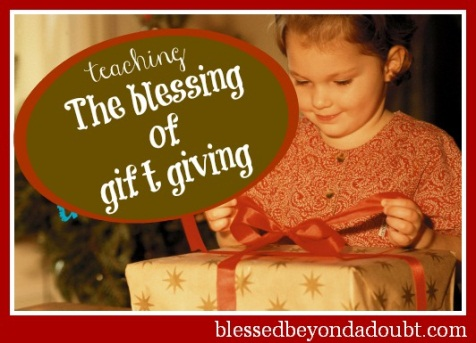 teaching
The blessing
of
gift giving
blessedbeyondadoubt.com